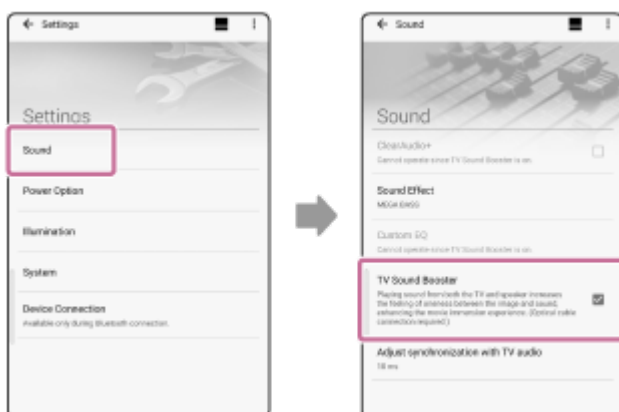 Settings
Settings
Sound
Power Option
Illumination
System
Device Connection
Available only during Bluetooth connection.
Sound
Sound
ClearAudio+
Cannot operate since TV Sound Booster is on.
Sound Effect
MEGA BASS
Custom EQ
Cannot operate since TV Sound Booster is on.
TV Sound Booster
Playing sound from both the TV and speaker increases
the feeling of oneness between the image and sound,
enhancing the movie immersion experience. (Optical cable
connection required.)
Adjust synchronization with TV audio
18 ms